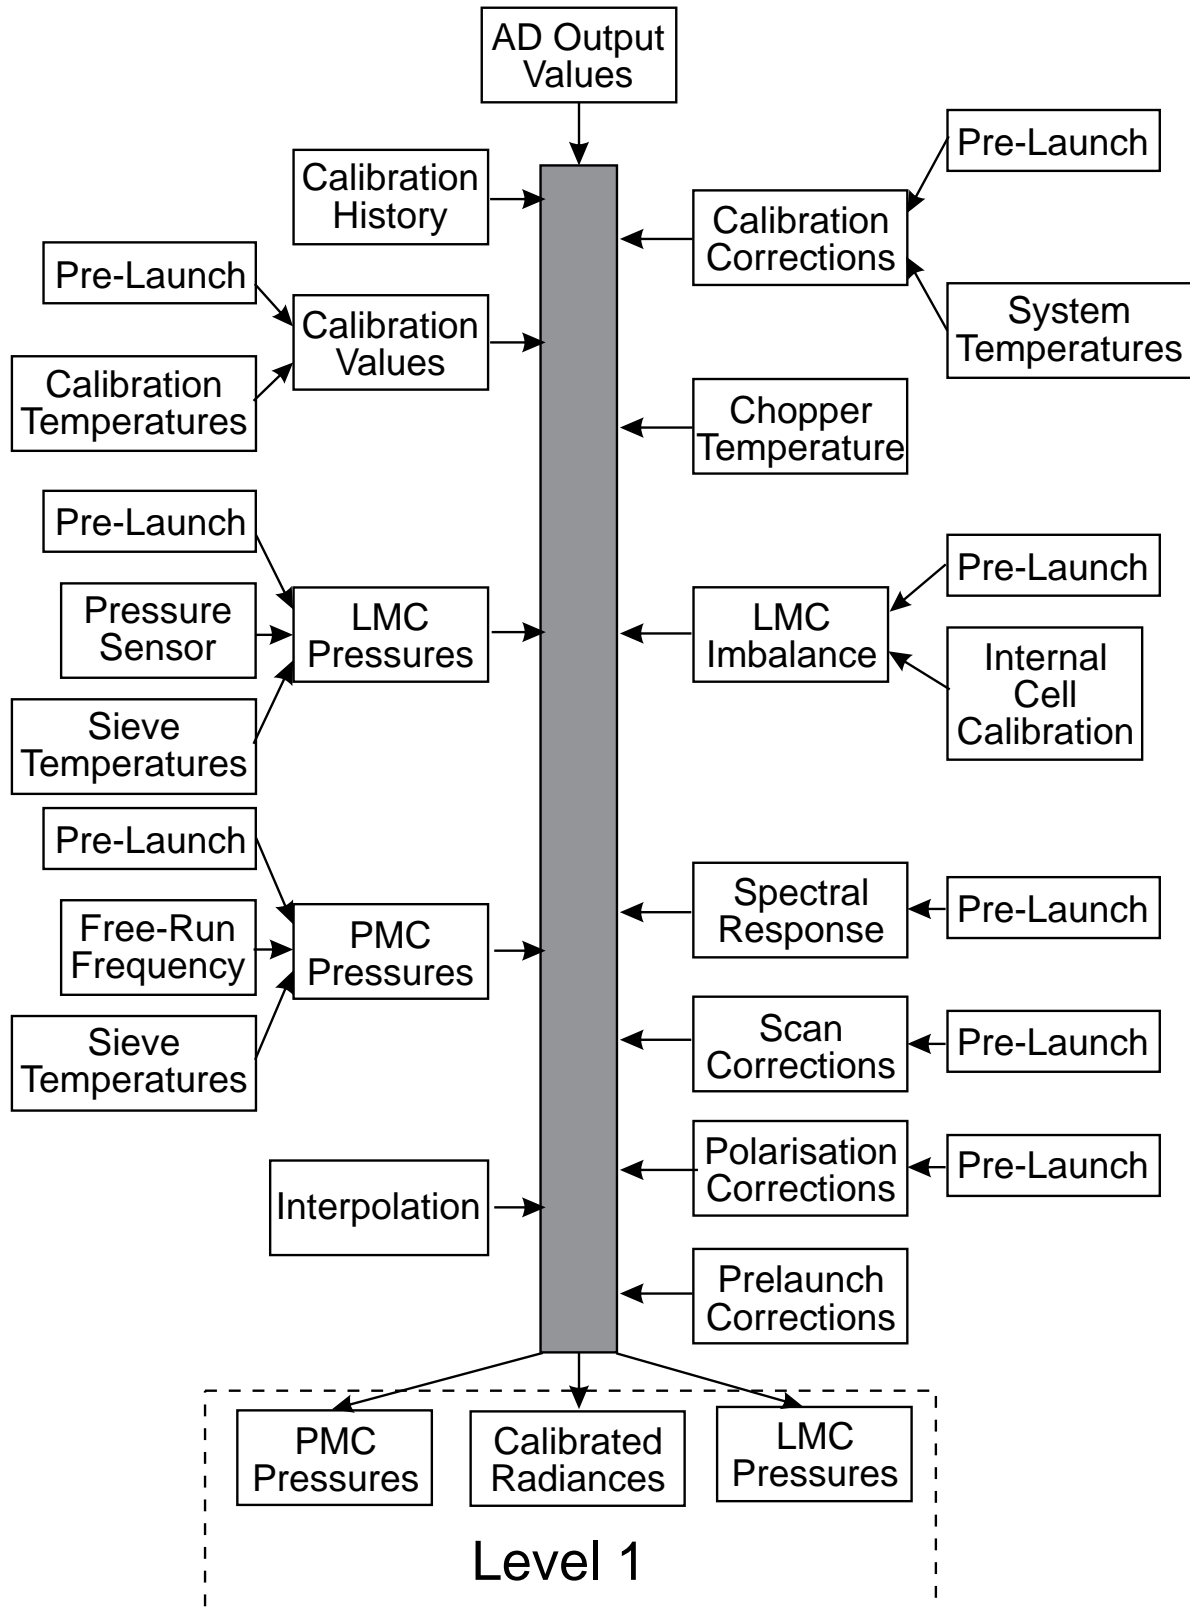 AD Output
Values
Calibration
History
Pre-Launch
Calibration
Corrections
System
Temperatures
Pre-Launch
Calibration
Values
Calibration
Temperatures
Chopper
Temperature
Pre-Launch
Pressure
Sensor
LMC
Pressures
Sieve
Temperatures
Pre-Launch
LMC
Imbalance
Internal
Cell
Calibration
Pre-Launch
Free-Run
Frequency
PMC
Pressures
Sieve
Temperatures
Spectral
Response
Pre-Launch
Scan
Corrections
Pre-Launch
Polarisation
Corrections
Pre-Launch
Interpolation
Prelaunch
Corrections
PMC
Pressures
Calibrated
Radiances
LMC
Pressures
Level 1